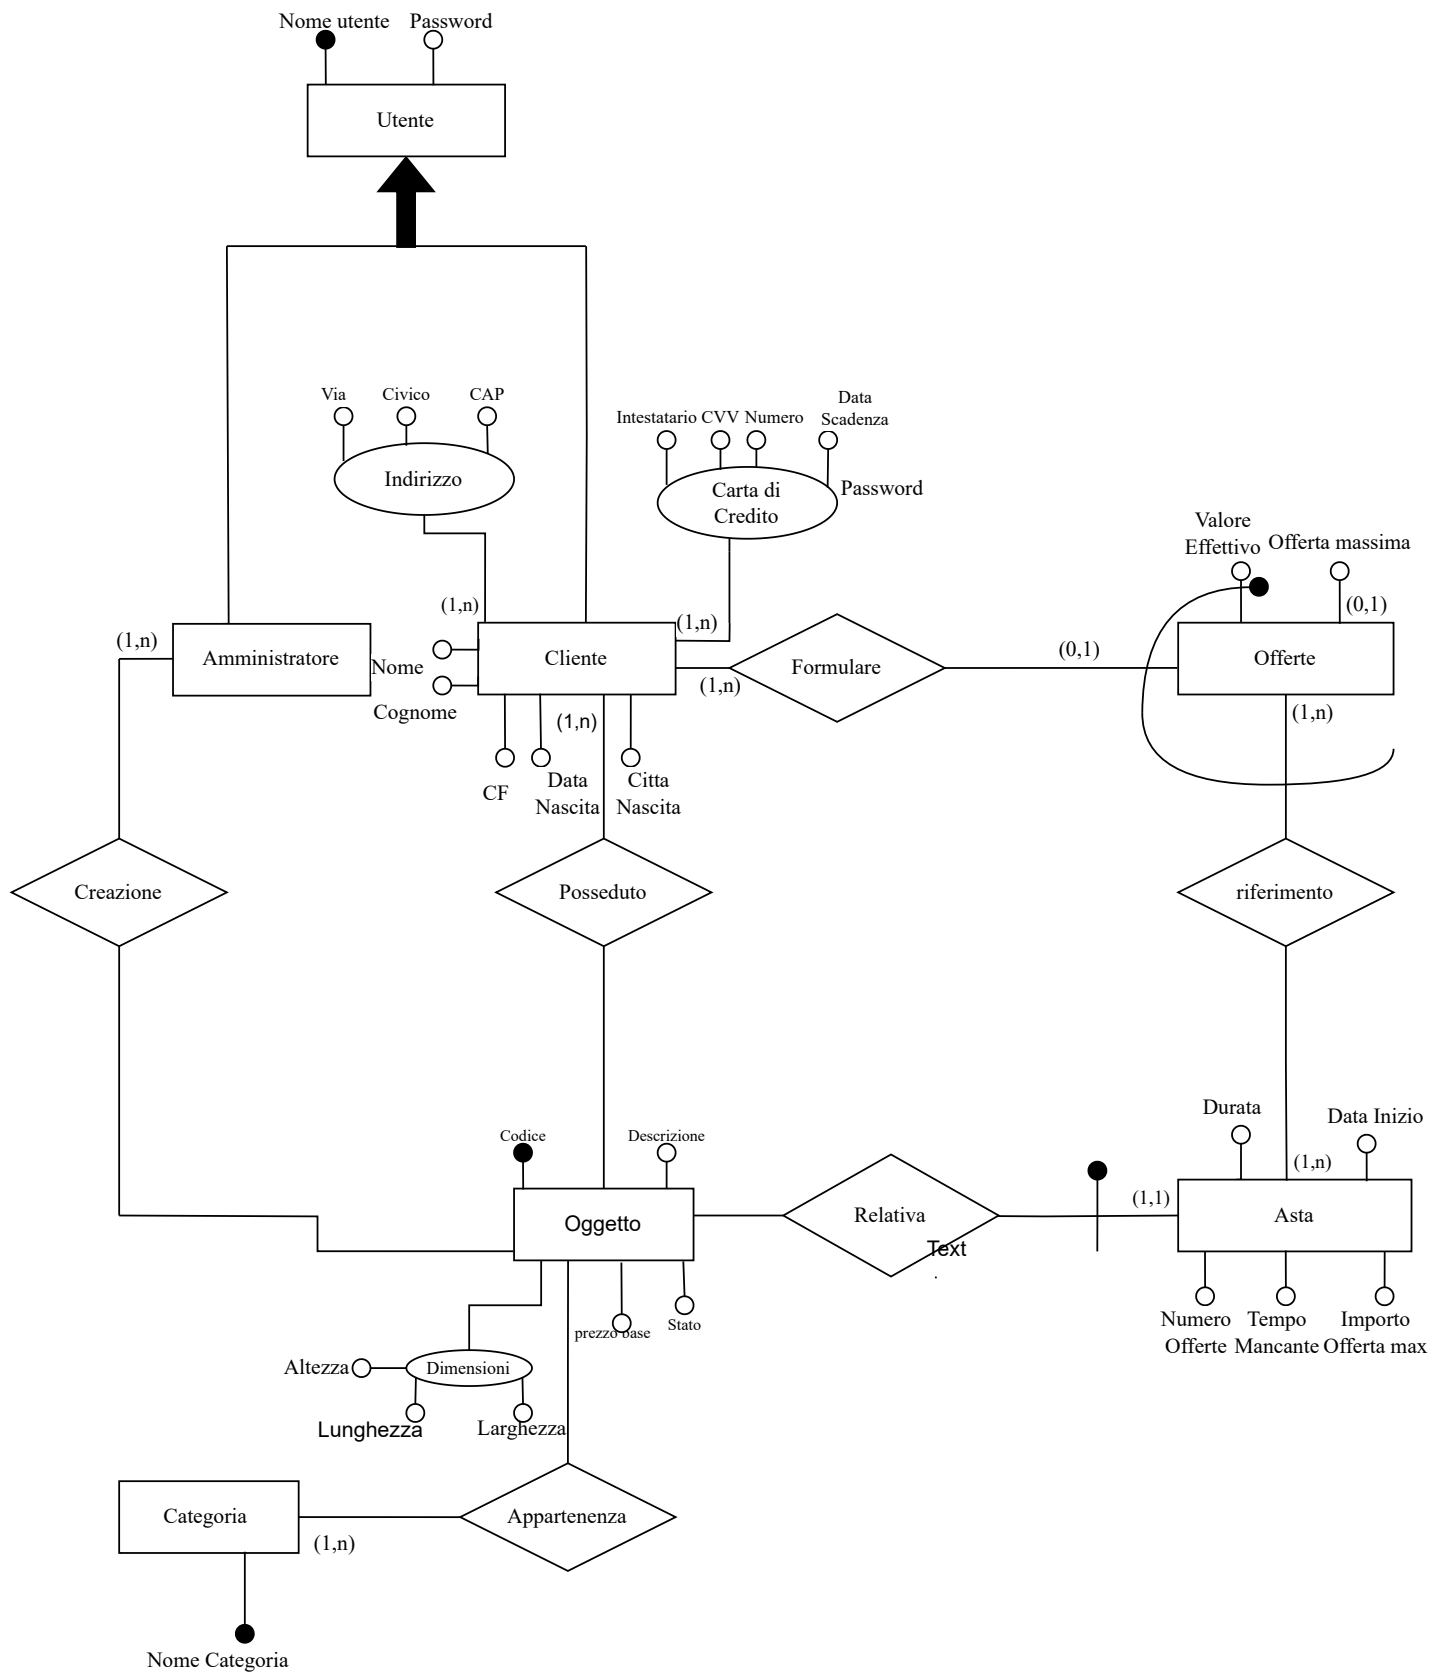 Nome utente
Password
Utente
Via
Civico
CAP
Indirizzo
Intestatario
CVV
Numero
Data
Scadenza
Carta di
Credito
Password
Valore
Effettivo
Offerta massima
(0,1)
(1,n)
(1,n)
(1,n)
Amministratore
Nome
Cognome
Cliente
(1,n)
Formulare
(0,1)
Offerte
(1,n)
(1,n)
CF
Data
Nascita
Citta
Nascita
Creazione
Posseduto
riferimento
Codice
Descrizione
Durata
Data Inizio
(1,n)
Oggetto
Relativa
Text
.
(1,1)
Asta
prezzo base
Stato
Numero
Offerte
Tempo
Mancante
Importo
Offerta max
Altezza
Dimensioni
Lunghezza
Larghezza
Categoria
(1,n)
Appartenenza
Nome Categoria